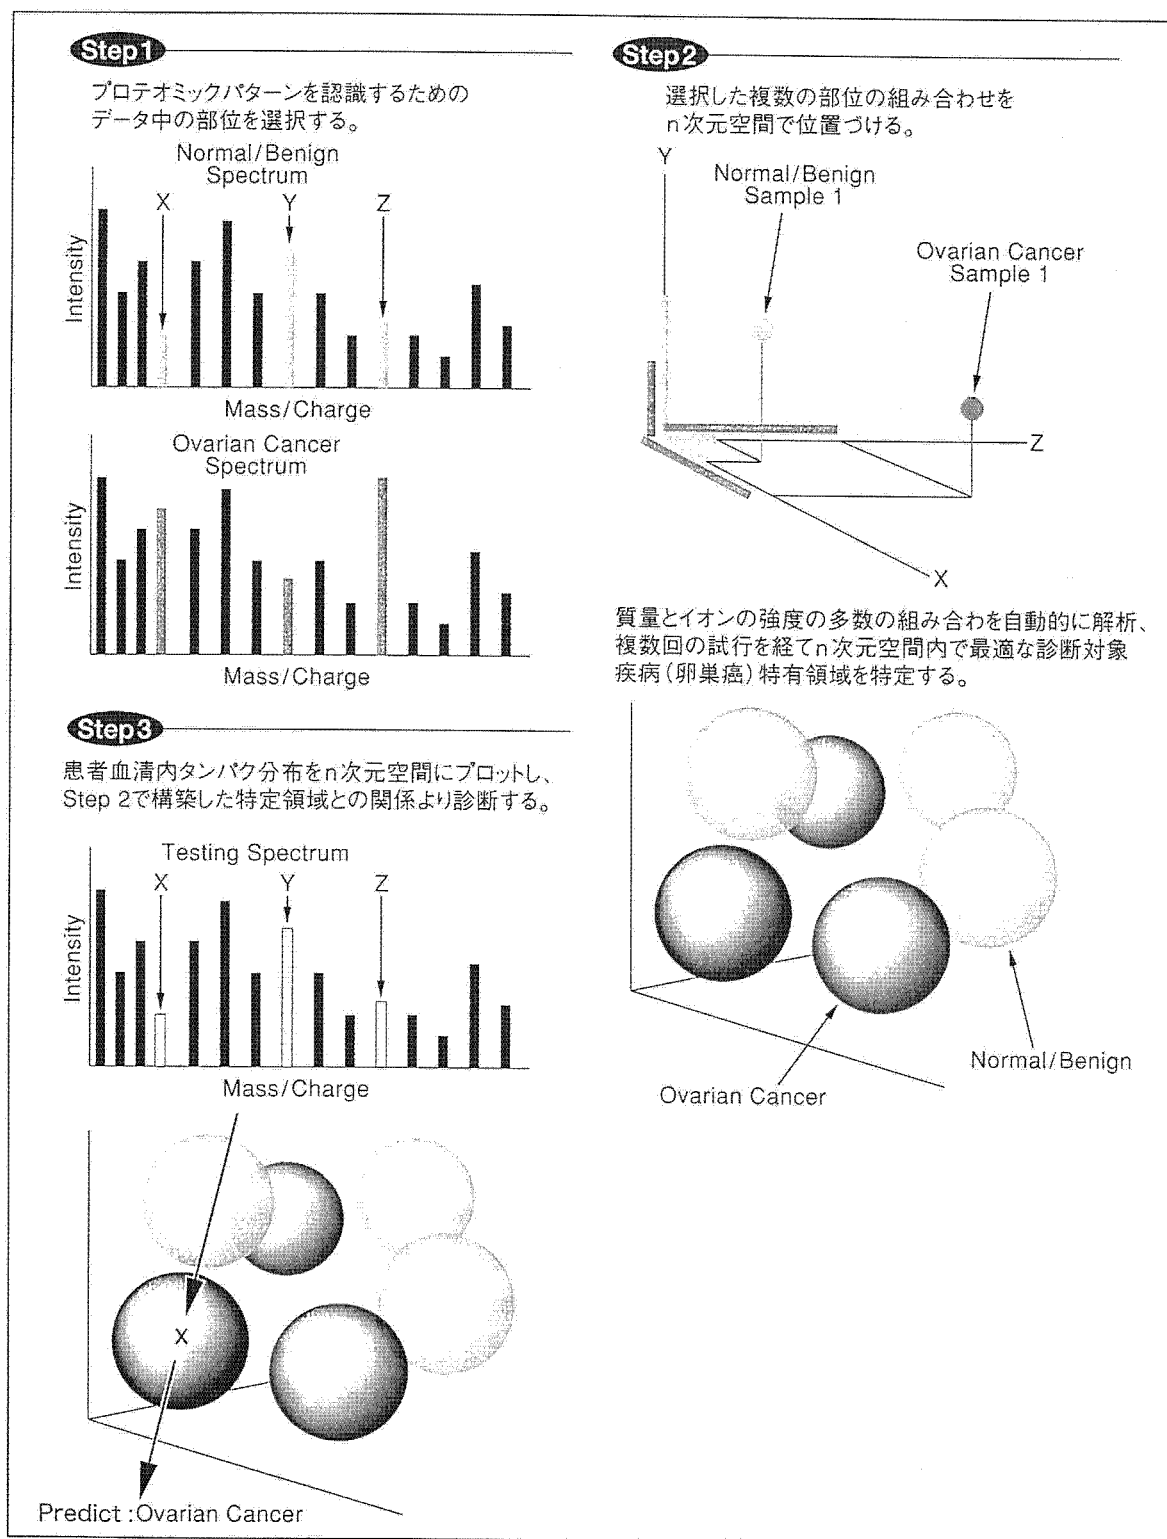 Step1
プロテオミックパターンを認識するための
データ中の部位を選択する。
Normal/Benign
Spectrum
X
Y
Z
Intensity
Mass/Charge
Ovarian Cancer
Spectrum
Intensity
Mass/Charge
Step2
選択した複数の部位の組み合わせを
n次元空間で位置づける。
Y
Normal/Benign
Sample 1
Ovarian Cancer
Sample 1
Z
X
質量とイオンの強度の多数の組み合わを自動的に解析、
複数回の試行を経てn次元空間内で最適な診断対象
疾病(卵巣癌)特有領域を特定する。
Normal/Benign
Ovarian Cancer
Step3
患者血清内タンパク分布をn次元空間にプロットし、
Step 2で構築した特定領域との関係より診断する。
Testing Spectrum
X
Y
Z
Intensity
Mass/Charge
X
Predict :Ovarian Cancer